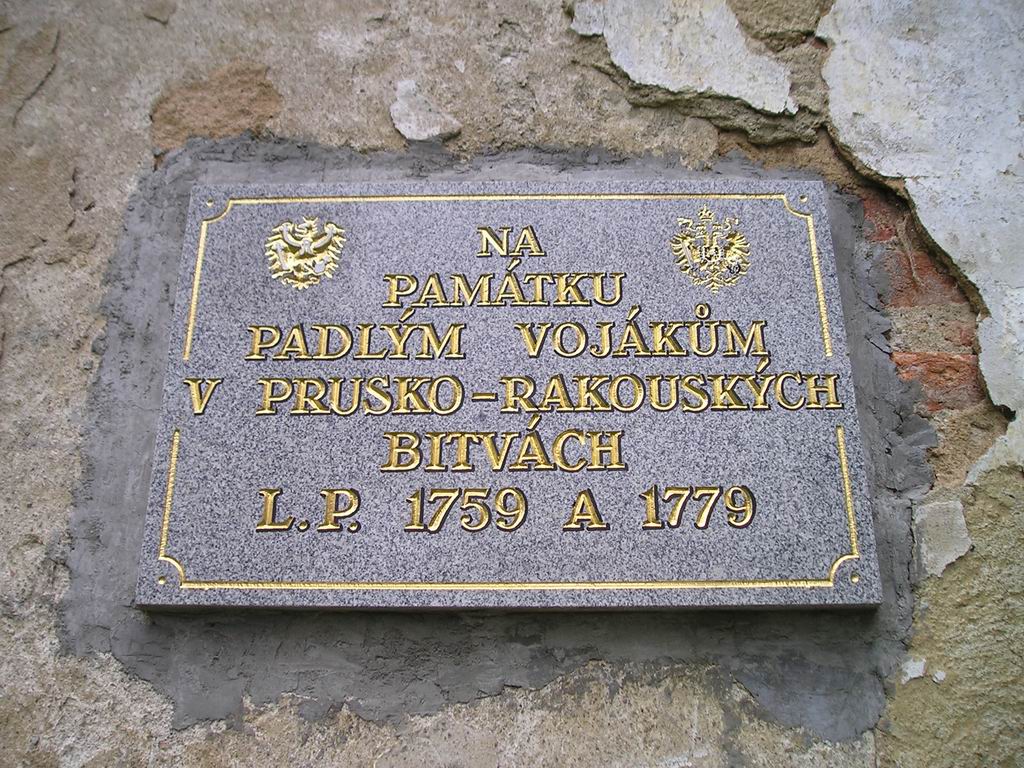 NA
PAMÁTKU
PADLÝM VOJÁKŮM
V PRUSKO-RAKOUSKÝCH
BITVÁCH
L.P. 1759 A 1779